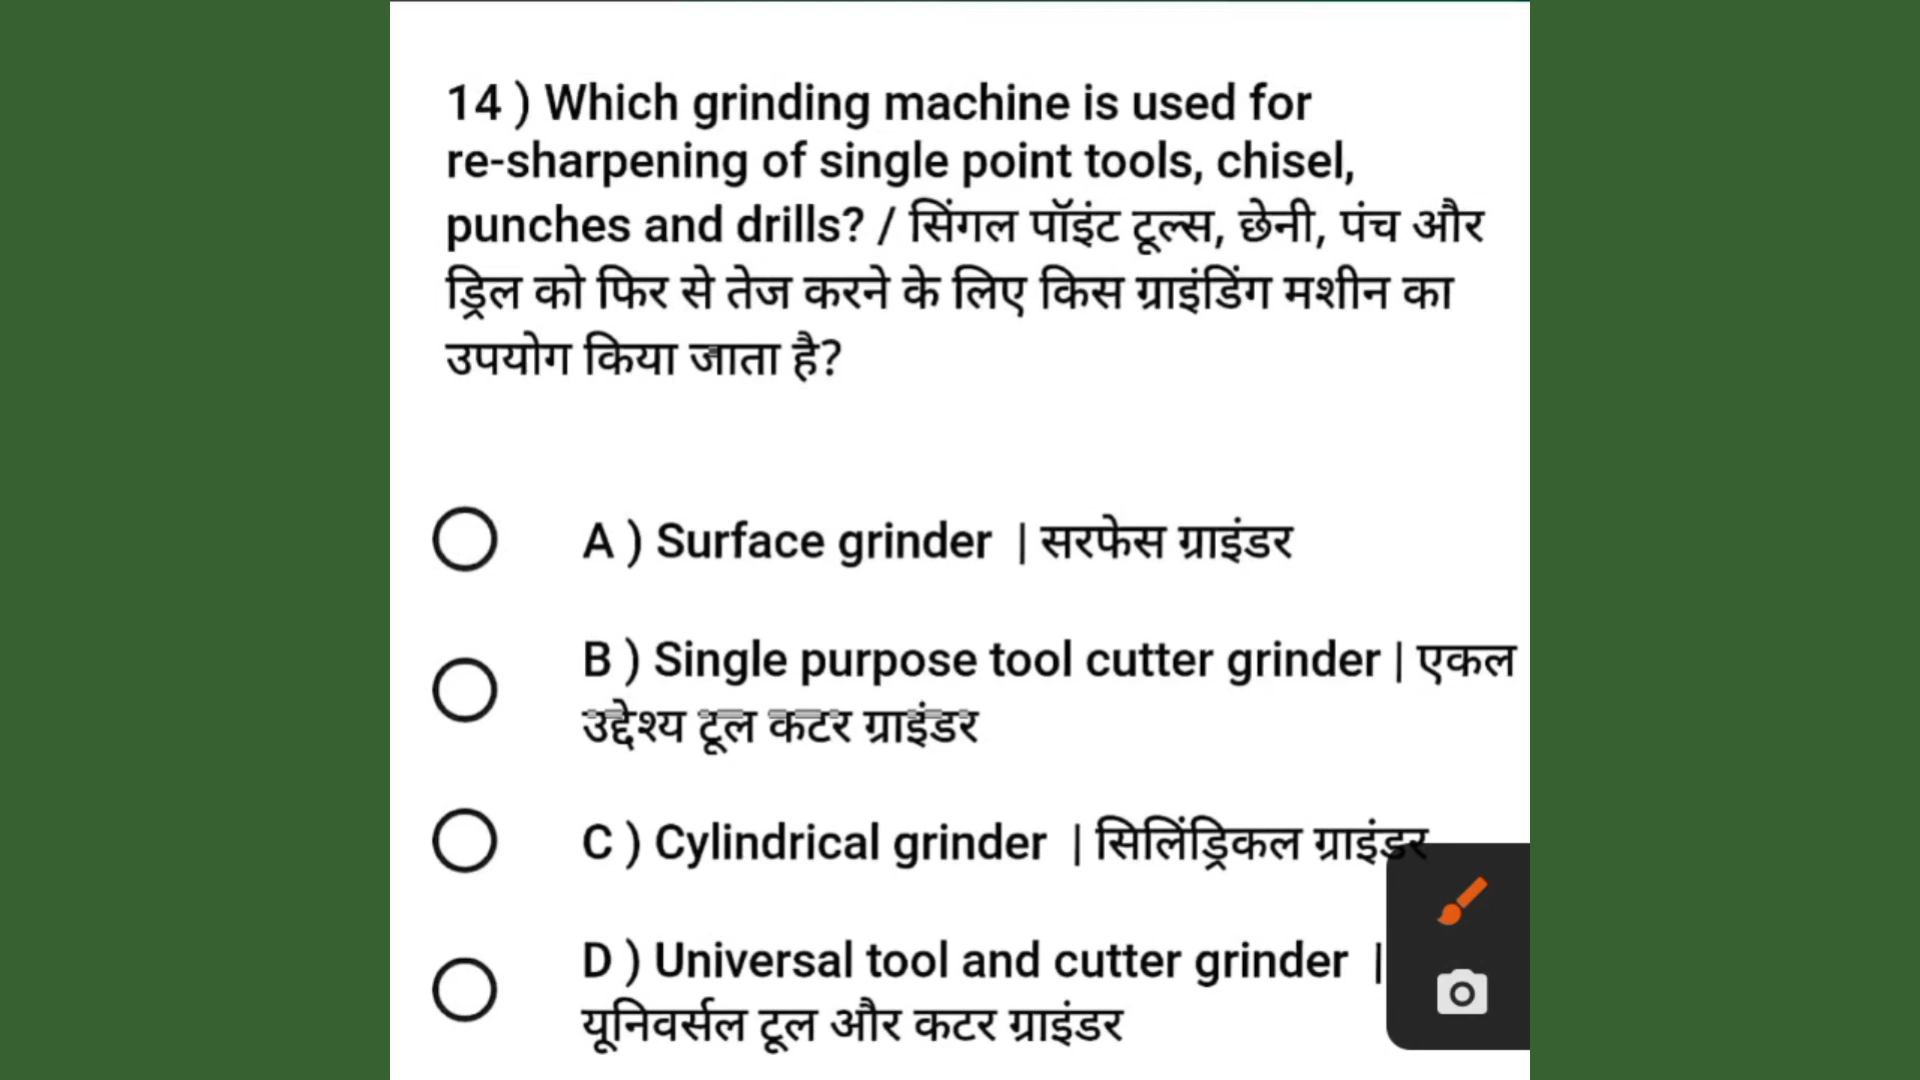 14 ) Which grinding machine is used for
re-sharpening of single point tools, chisel,
punches and drills? / सिंगल पॉइंट टूल्स, छेनी, पंच और
ड्रिल को फिर से तेज करने के लिए किस ग्राइंडिंग मशीन का
उपयोग किया जाता है?
A ) Surface grinder | सरफेस ग्राइंडर
B ) Single purpose tool cutter grinder | एकल
उद्देश्य टूल कटर ग्राइंडर
C ) Cylindrical grinder | सिलिंड्रिकल ग्राइंडर
D ) Universal tool and cutter grinder |
यूनिवर्सल टूल और कटर ग्राइंडर